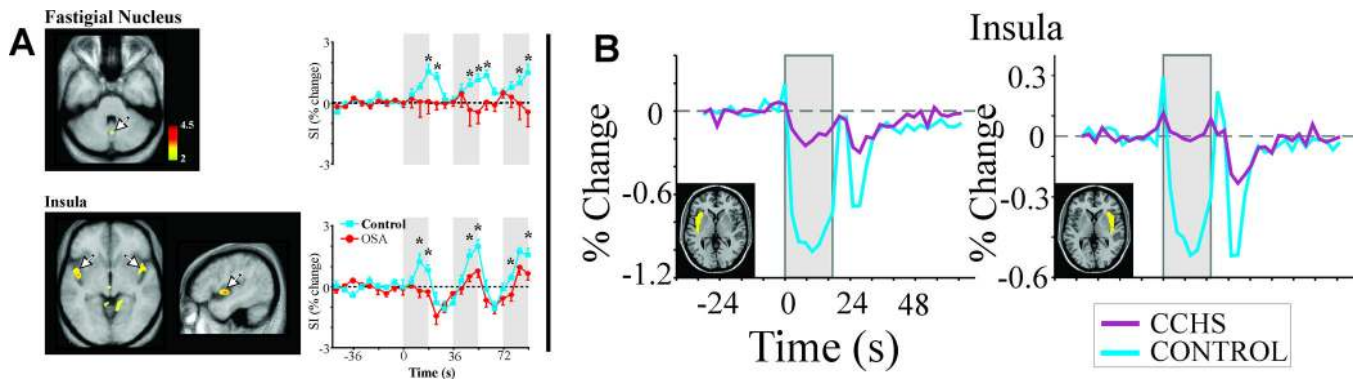 A
Fastigial Nucleus
4.5
2
SI (% change)
3
0
-3
* * * * * * *
Insula
Control
OSA
SI (% change)
3
0
-3
* * * * * * *
-36 0 36 72
Time (s)
B
Insula
% Change
0
-0.6
-1.2
-24 0 24 48
Time (s)
% Change
0.3
0
-0.3
-0.6
CCHS
CONTROL